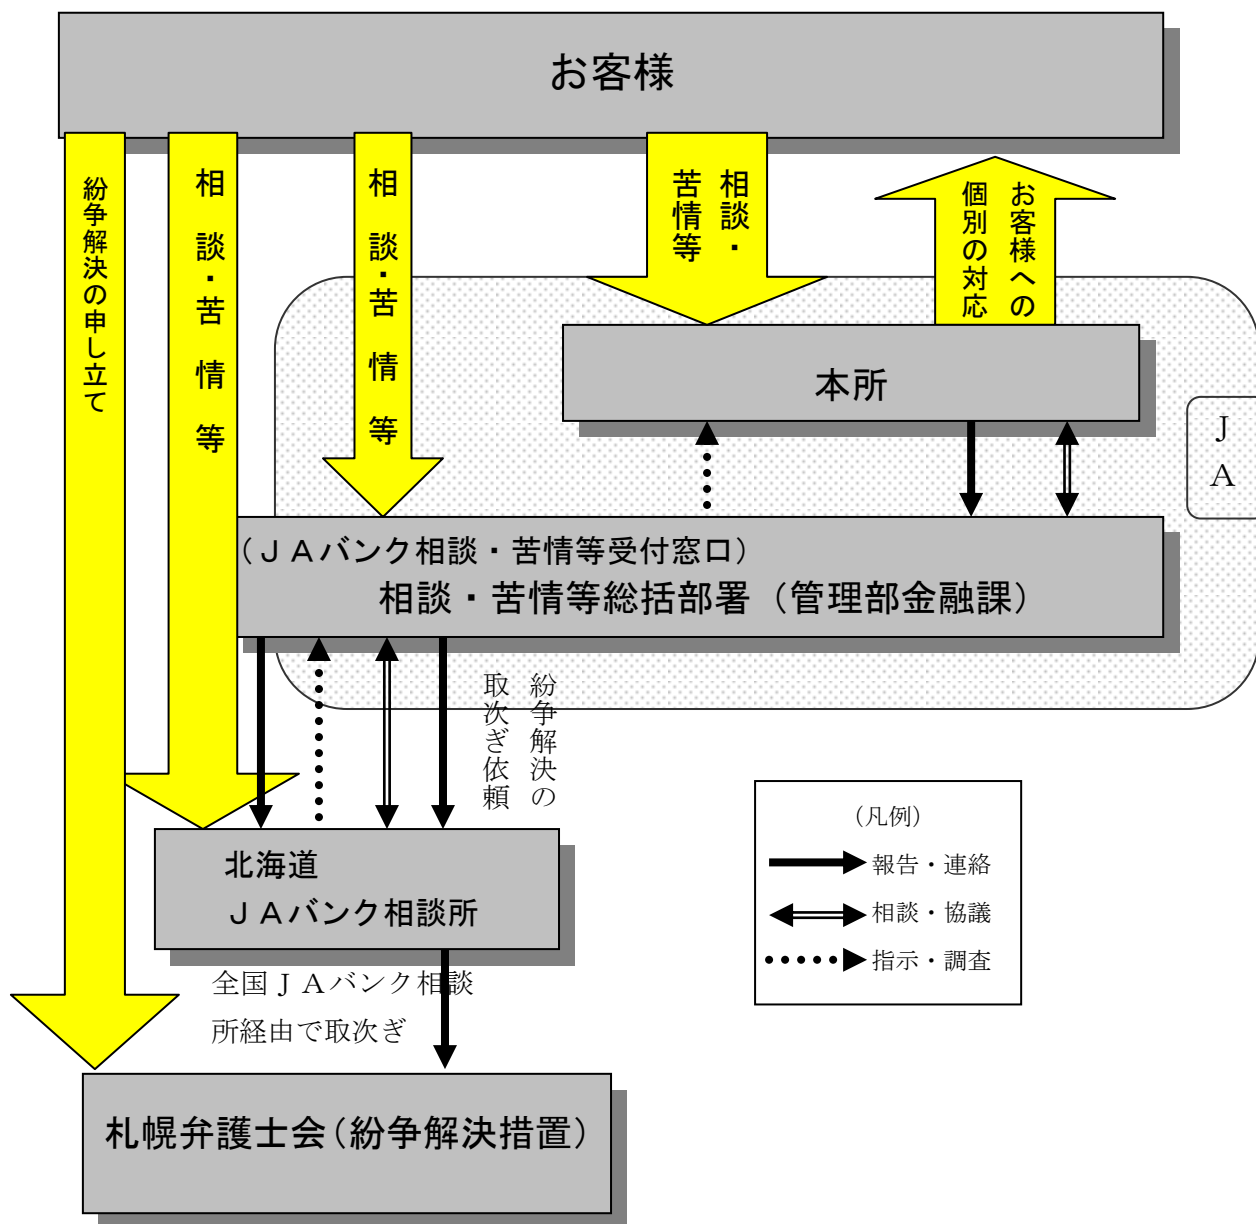 お客様
紛争解決の申し立て
相談・苦情等
相談・苦情等
相談・
苦情等
お客様への
個別の対応
本所
ＪＡ
（ＪＡバンク相談・苦情等受付窓口）
相談・苦情等総括部署（管理部金融課）
紛争解決の
取次ぎ依頼
北海道
ＪＡバンク相談所
（凡例）
報告・連絡
相談・協議
指示・調査
全国ＪＡバンク相談
所経由で取次ぎ
札幌弁護士会（紛争解決措置）